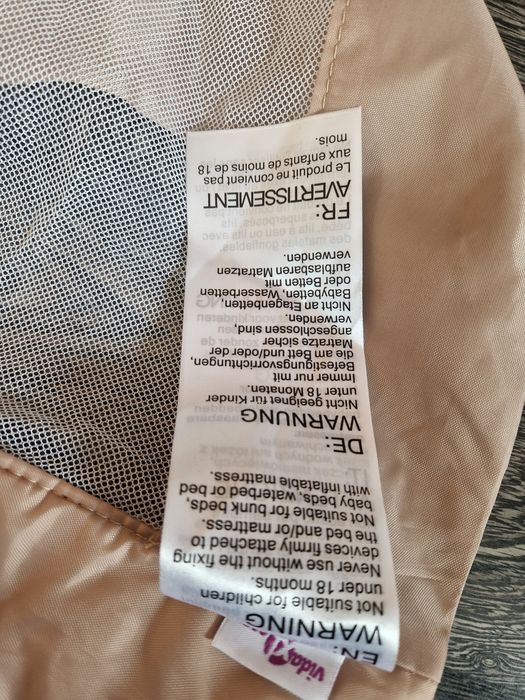 vida
EN:
WARNING
Not suitable for children
under 18 months.
Never use without the fixing
devices firmly attached to
the bed and/or mattress.
Not suitable for bunk beds,
baby beds, waterbed or bed
with inflatable mattress.
DE:
WARNUNG
Nicht geeignet für Kinder
unter 18 Monaten.
Immer nur mit
Befestigungsvorrichtungen,
die am Bett und/oder der
Matratze sicher
angeschlossen sind,
verwenden.
Nicht an Etagenbetten,
Babybetten, Wasserbetten
oder Betten mit
aufblasbaren Matratzen
verwenden.
FR:
AVERTISSEMENT
Le produit ne convient pas
aux enfants de moins de 18
mois.